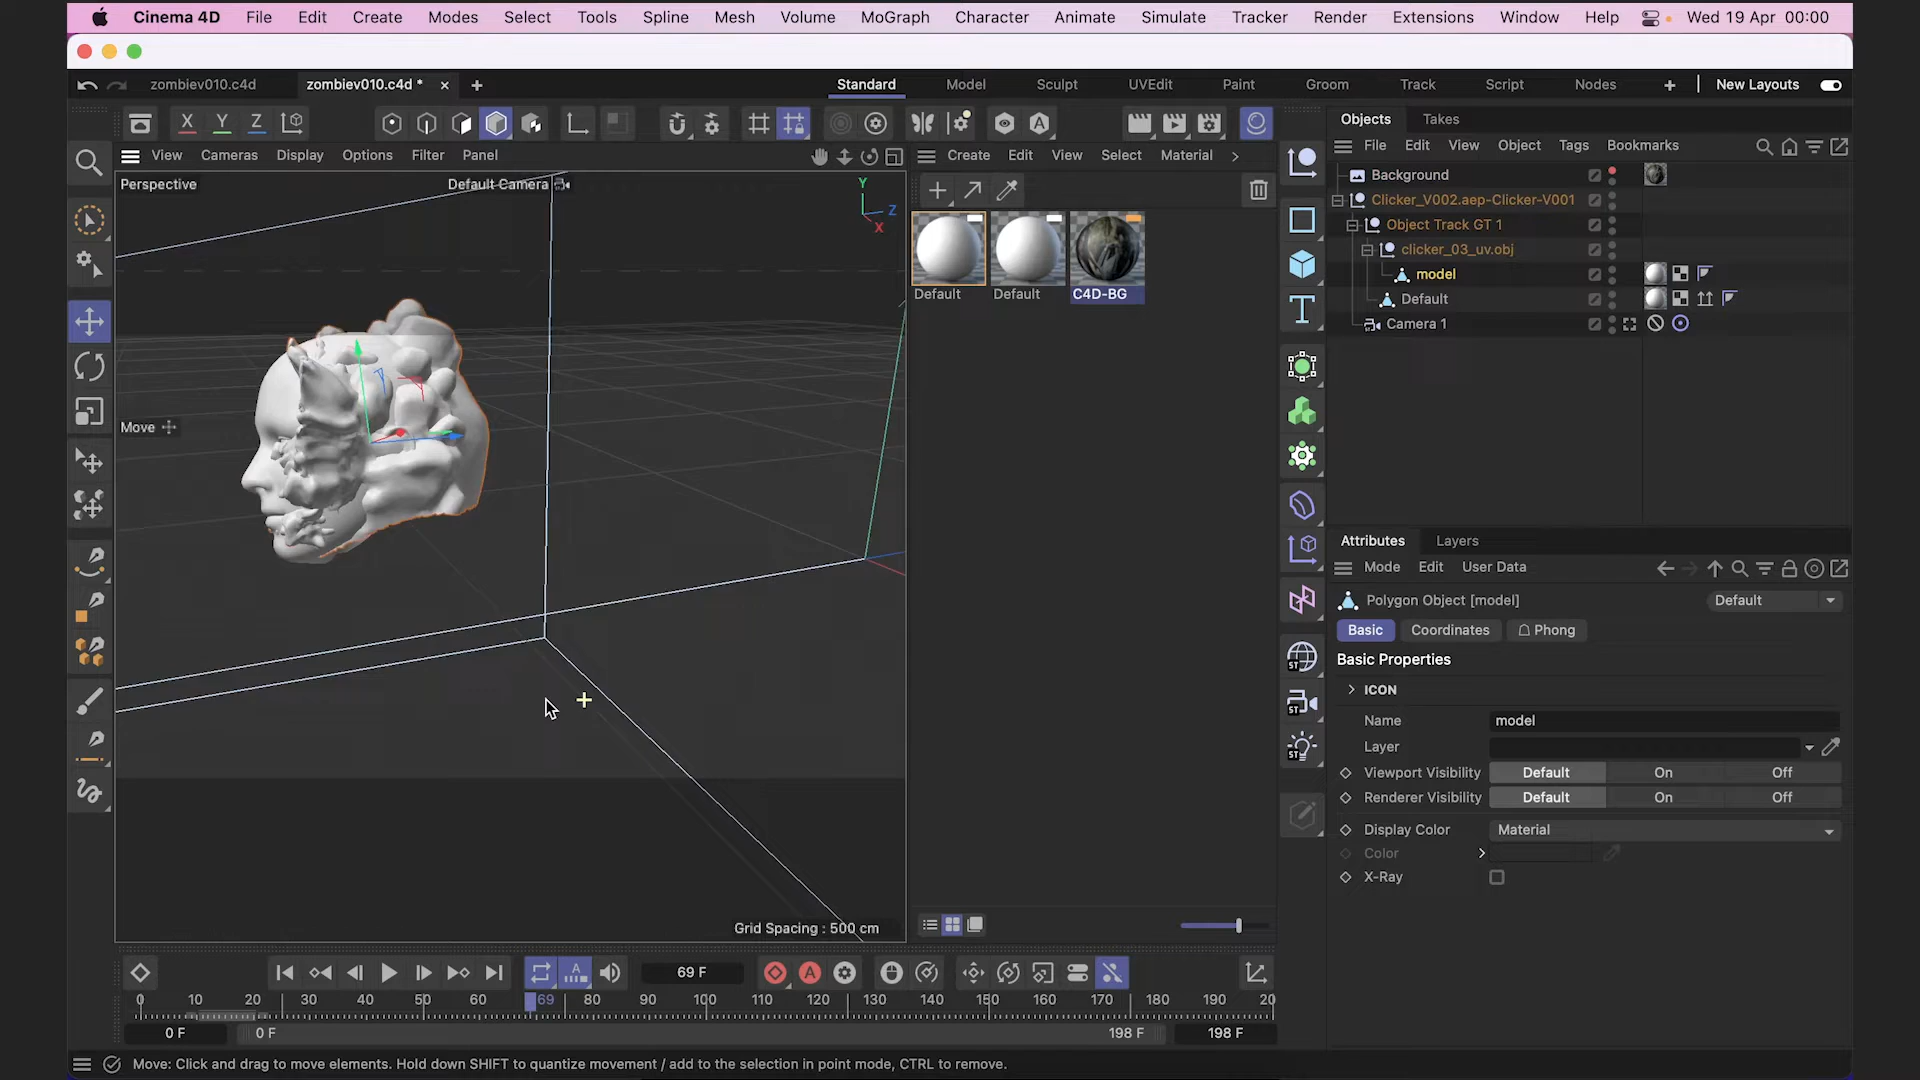 Cinema 4D File Edit Create Modes Select Tools Spline Mesh Volume MoGraph Character Animate Simulate Tracker Render Extensions Window Help Wed 19 Apr 00:00
zombiev010.c4d zombiev010.c4d * Standard Model Sculpt UVEdit Paint Groom Track Script Nodes New Layouts
X Y Z
Objects Takes
View Cameras Display Options Filter Panel
Create Edit View Select Material
File Edit View Object Tags Bookmarks
Perspective
Default Camera
Y
Z
X
Background
Clicker_V002.aep-Clicker-V001
Object Track GT 1
clicker_03_uv.obj
model
Default
Camera 1
Default
Default
C4D-BG
Move
ST
ST
ST
Grid Spacing : 500 cm
Attributes Layers
Mode Edit User Data
Polygon Object [model]
Default
Basic Coordinates Phong
Basic Properties
ICON
Name model
Layer
Viewport Visibility Default On Off
Renderer Visibility Default On Off
Display Color Material
Color
X-Ray
69 F
0 10 20 30 40 50 60 69 80 90 100 110 120 130 140 150 160 170 180 190 20
0 F 0 F 198 F 198 F
Move: Click and drag to move elements. Hold down SHIFT to quantize movement / add to the selection in point mode, CTRL to remove.